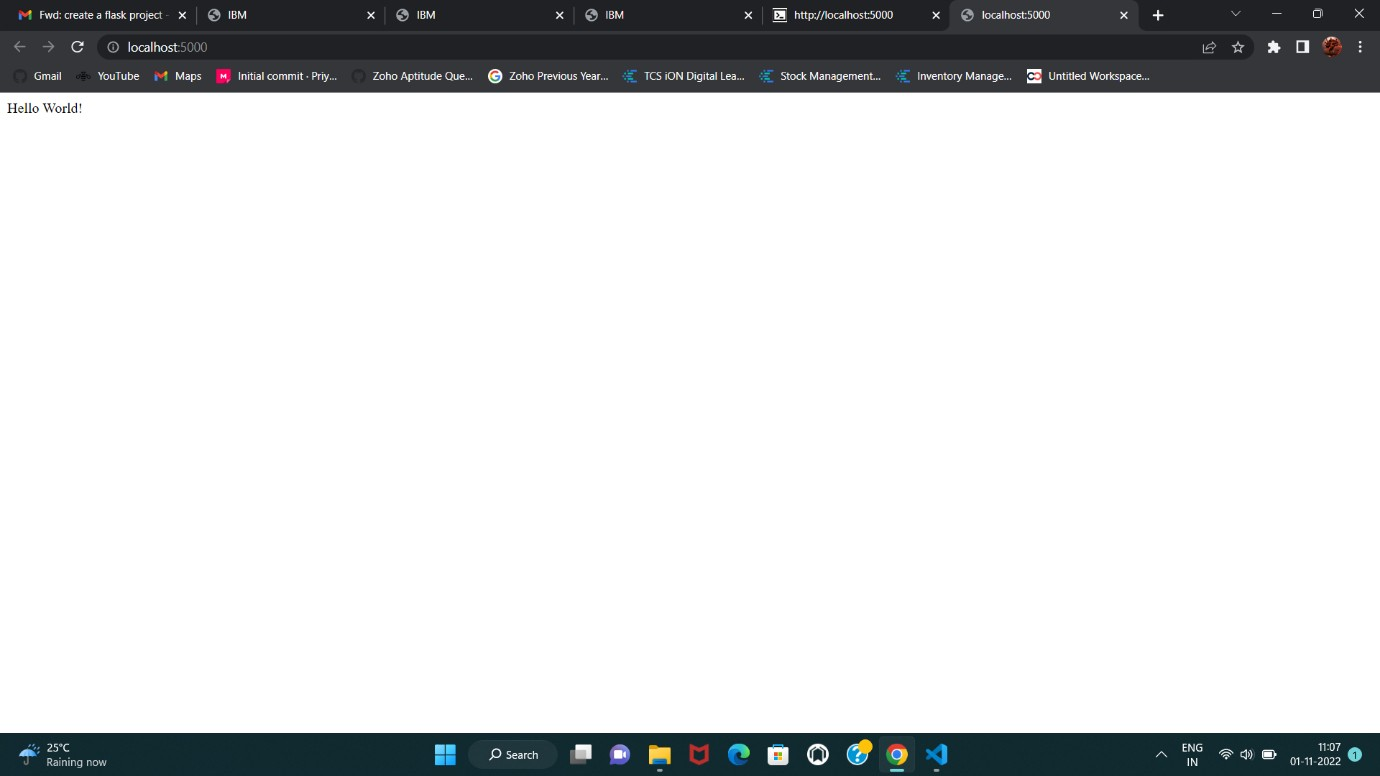 Fwd: create a flask project -
IBM
IBM
IBM
http://localhost:5000
localhost:5000
localhost:5000
Gmail
YouTube
Maps
Initial commit · Priy...
Zoho Aptitude Que...
Zoho Previous Year...
TCS iON Digital Lea...
Stock Management...
Inventory Manage...
Untitled Workspace...
Hello World!
25°C
Raining now
Search
ENG
IN
11:07
01-11-2022
1